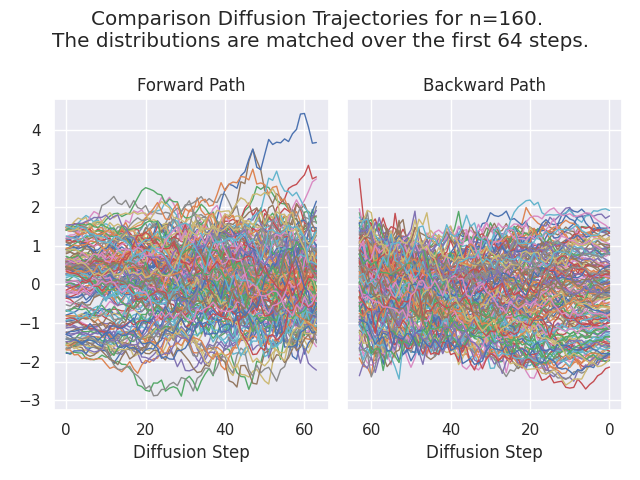 Comparison Diffusion Trajectories for n=160.
The distributions are matched over the first 64 steps.
Forward Path
Backward Path
4
3
2
1
0
−1
−2
−3
0 20 40 60
60 40 20 0
Diffusion Step
Diffusion Step